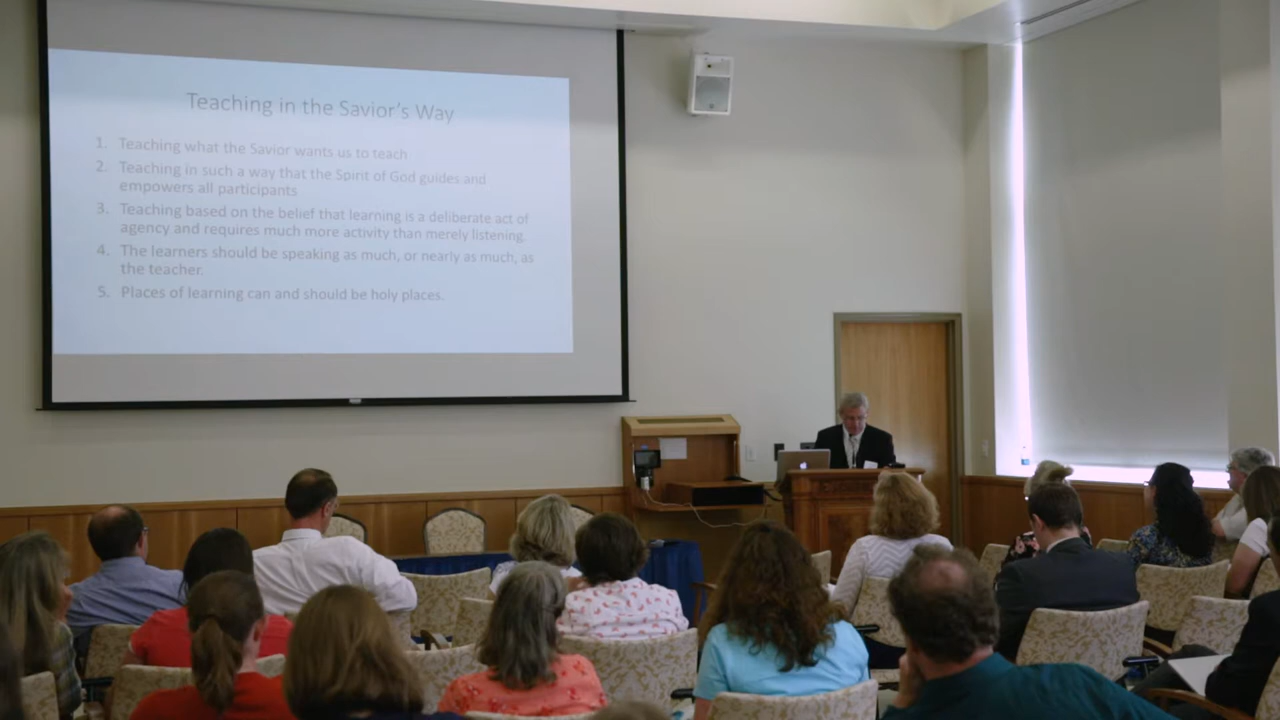 Teaching in the Savior's Way
1. Teaching what the Savior wants us to teach
2. Teaching in such a way that the Spirit of God guides and
empowers all participants
3. Teaching based on the belief that learning is a deliberate act of
agency and requires much more activity than merely listening.
4. The learners should be speaking as much, or nearly as much, as
the teacher.
5. Places of learning can and should be holy places.